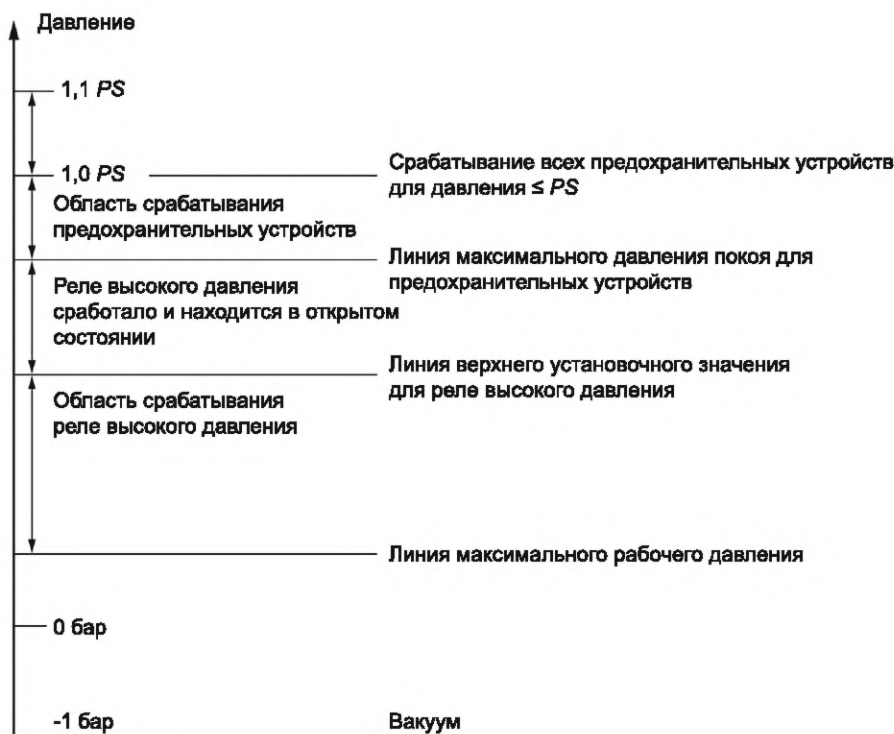 Давление
1,1 PS
1,0 PS
Срабатывание всех предохранительных устройств
для давления ≤ PS
Область срабатывания
предохранительных устройств
Линия максимального давления покоя для
предохранительных устройств
Реле высокого давления
сработало и находится в открытом
состоянии
Линия верхнего установочного значения
для реле высокого давления
Область срабатывания
реле высокого давления
Линия максимального рабочего давления
0 бар
-1 бар
Вакуум